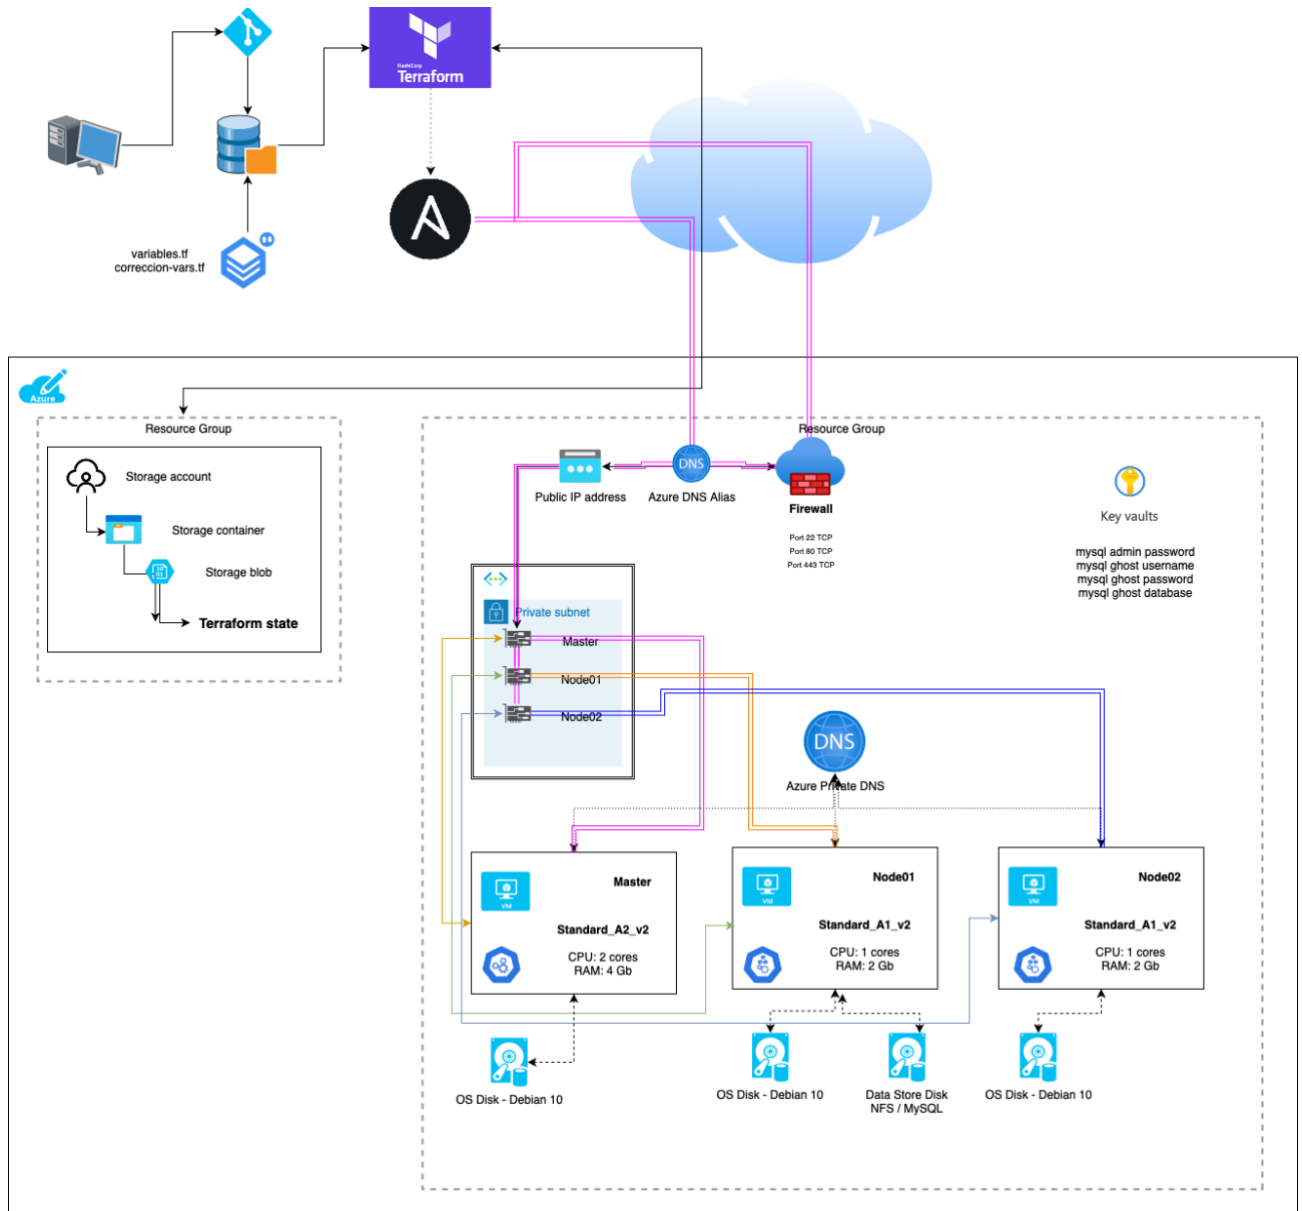 HashiCorp
Terraform
variables.tf
correccion-vars.tf
Azure
Resource Group
Storage account
Storage container
Storage blob
Terraform state
Resource Group
DNS
Public IP address
Azure DNS Alias
Firewall
Port 22 TCP
Port 80 TCP
Port 443 TCP
Key vaults
mysql admin password
mysql ghost username
mysql ghost password
mysql ghost database
Private subnet
Master
Node01
Node02
DNS
Azure Private DNS
VM
Master
Standard_A2_v2
CPU: 2 cores
RAM: 4 Gb
VM
Node01
Standard_A1_v2
CPU: 1 cores
RAM: 2 Gb
VM
Node02
Standard_A1_v2
CPU: 1 cores
RAM: 2 Gb
OS Disk - Debian 10
OS Disk - Debian 10
Data Store Disk
NFS / MySQL
OS Disk - Debian 10